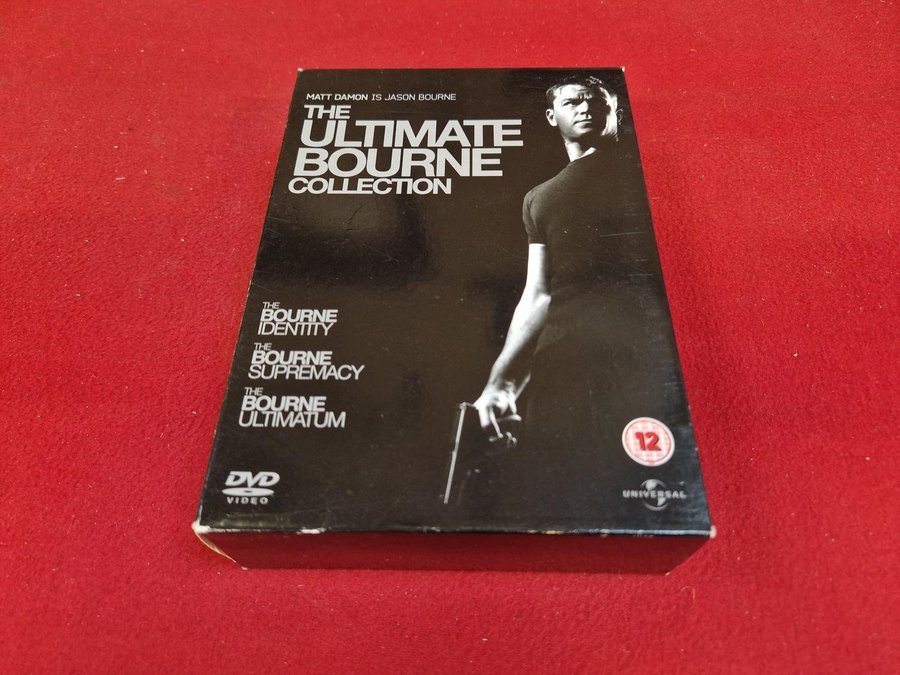 MATT DAMON IS JASON BOURNE
THE
ULTIMATE
BOURNE
COLLECTION
THE
BOURNE
IDENTITY
THE
BOURNE
SUPREMACY
THE
BOURNE
ULTIMATUM
12
DVD
VIDEO
UNIVERSAL